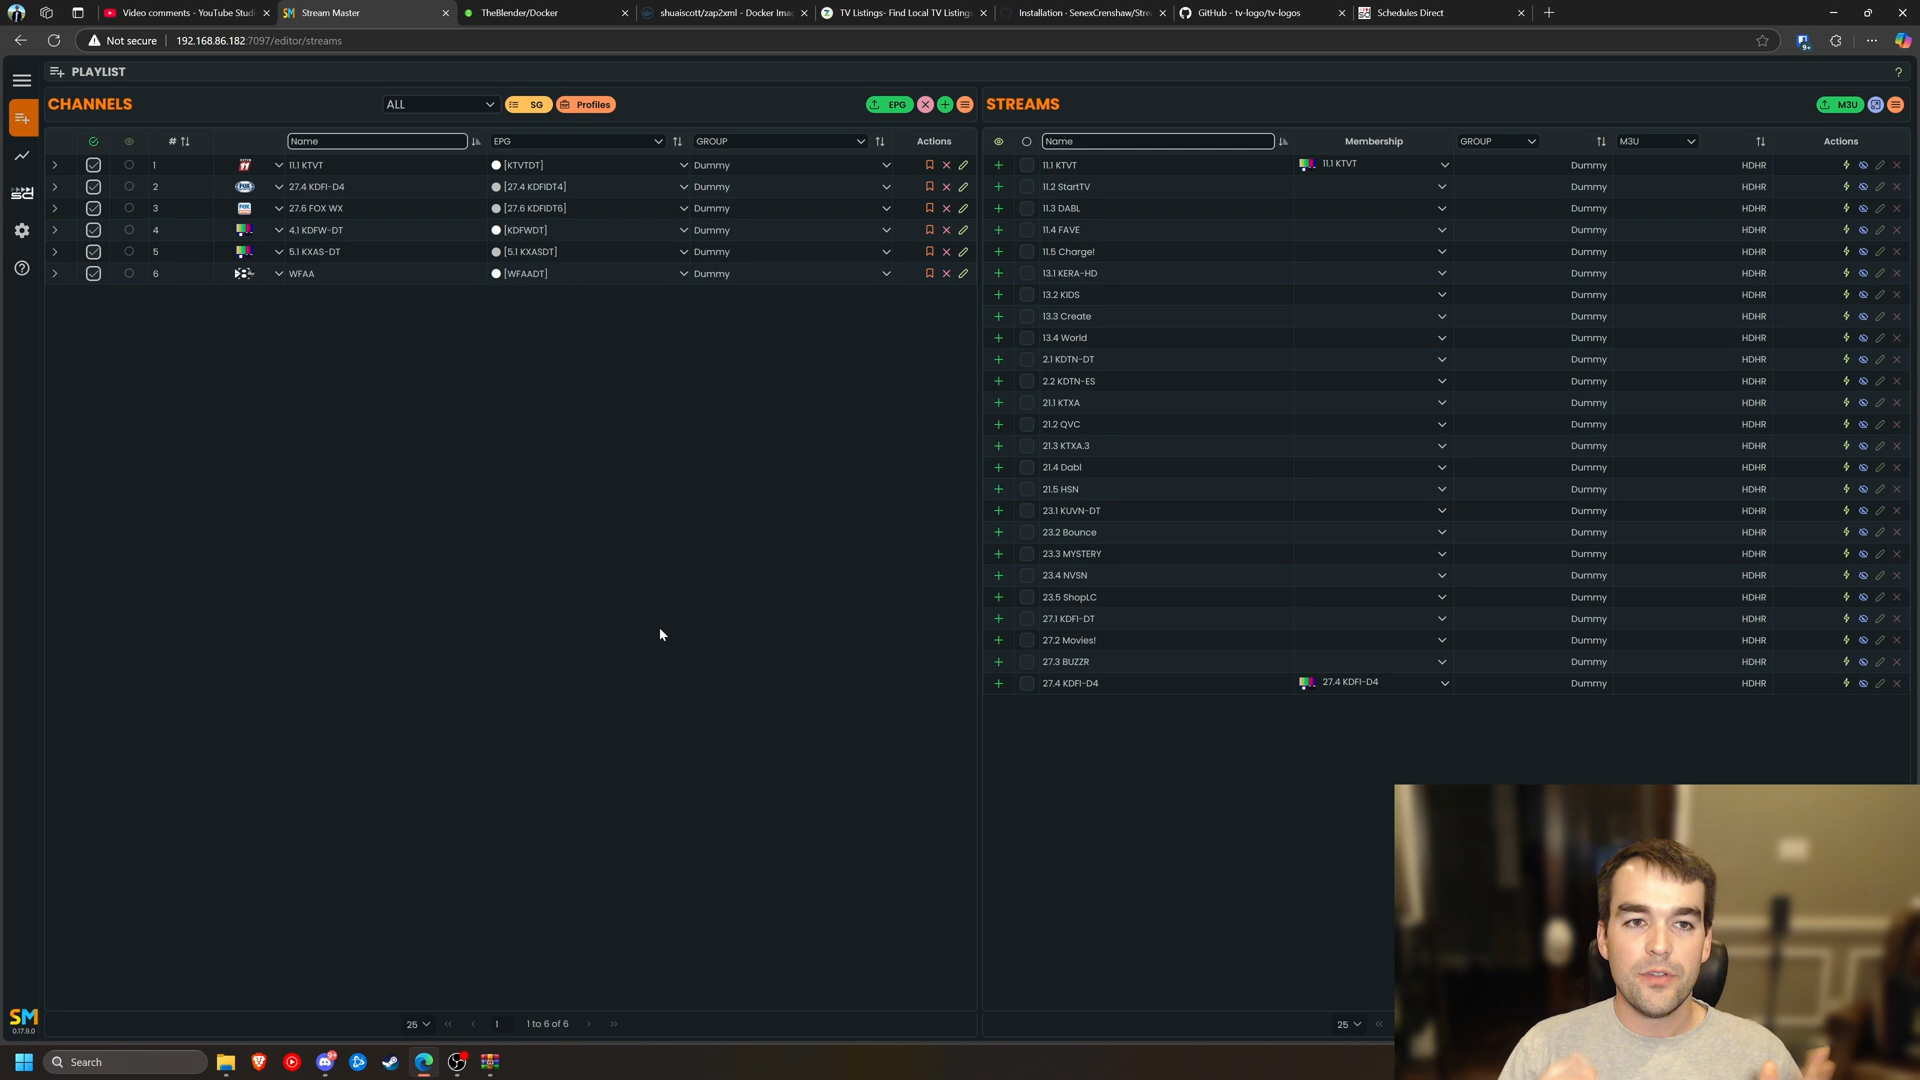 Video comments - YouTube Studi
Stream Master
TheBlender/Docker
shuaiscott/zap2xml - Docker Ima
TV Listings- Find Local TV Listings
Installation · SenexCrenshaw/Stre
GitHub - tv-logo/tv-logos
Schedules Direct
Not secure
192.168.86.182:7097/editor/streams
PLAYLIST
?
CHANNELS
ALL
SG
Profiles
EPG
STREAMS
M3U
#
Name
EPG
GROUP
Actions
Name
Membership
GROUP
M3U
Actions
1 11.1 KTVT [KTVTDT] Dummy
2 27.4 KDFI-D4 [27.4 KDFIDT4] Dummy
3 27.6 FOX WX [27.6 KDFIDT6] Dummy
4 4.1 KDFW-DT [KDFWDT] Dummy
5 5.1 KXAS-DT [5.1 KXASDT] Dummy
6 WFAA [WFAADT] Dummy
11.1 KTVT 11.1 KTVT Dummy HDHR
11.2 StartTV Dummy HDHR
11.3 DABL Dummy HDHR
11.4 FAVE Dummy HDHR
11.5 Charge! Dummy HDHR
13.1 KERA-HD Dummy HDHR
13.2 KIDS Dummy HDHR
13.3 Create Dummy HDHR
13.4 World Dummy HDHR
2.1 KDTN-DT Dummy HDHR
2.2 KDTN-ES Dummy HDHR
21.1 KTXA Dummy HDHR
21.2 QVC Dummy HDHR
21.3 KTXA.3 Dummy HDHR
21.4 Dabl Dummy HDHR
21.5 HSN Dummy HDHR
23.1 KUVN-DT Dummy HDHR
23.2 Bounce Dummy HDHR
23.3 MYSTERY Dummy HDHR
23.4 NVSN Dummy HDHR
23.5 ShopLC Dummy HDHR
27.1 KDFI-DT Dummy HDHR
27.2 Movies! Dummy HDHR
27.3 BUZZR Dummy HDHR
27.4 KDFI-D4 27.4 KDFI-D4 Dummy HDHR
sd
SM
0.17.9.0
25
1
1 to 6 of 6
25
Search